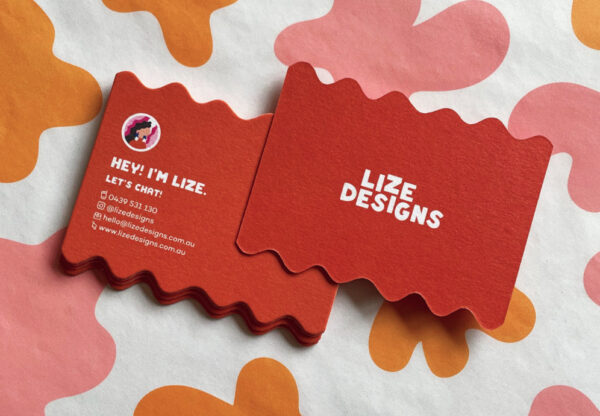 HEY! I'M LIZE.
LET'S CHAT!
0439 531 130
@lizedesigns
hello@lizedesigns.com.au
www.lizedesigns.com.au
LIZE
DESIGNS